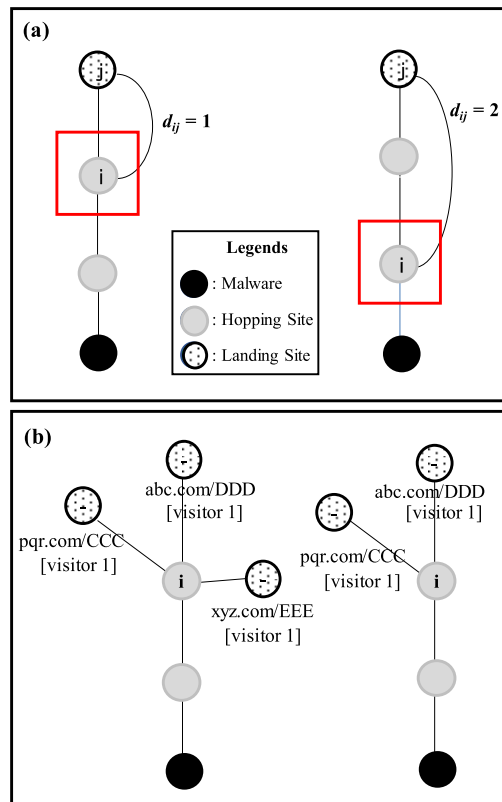 (a)
j
d_ij = 1
i
j
d_ij = 2
i
Legends
: Malware
: Hopping Site
: Landing Site
(b)
abc.com/DDD
[visitor 1]
pqr.com/CCC
[visitor 1]
i
xyz.com/EEE
[visitor 1]
abc.com/DDD
[visitor 1]
pqr.com/CCC
[visitor 1]
i